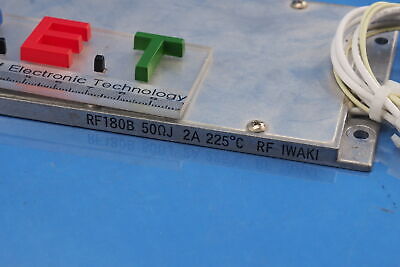 .E.T
Electronic Technology
RF180B 50ΩJ 2A 225°C RF IWAKI